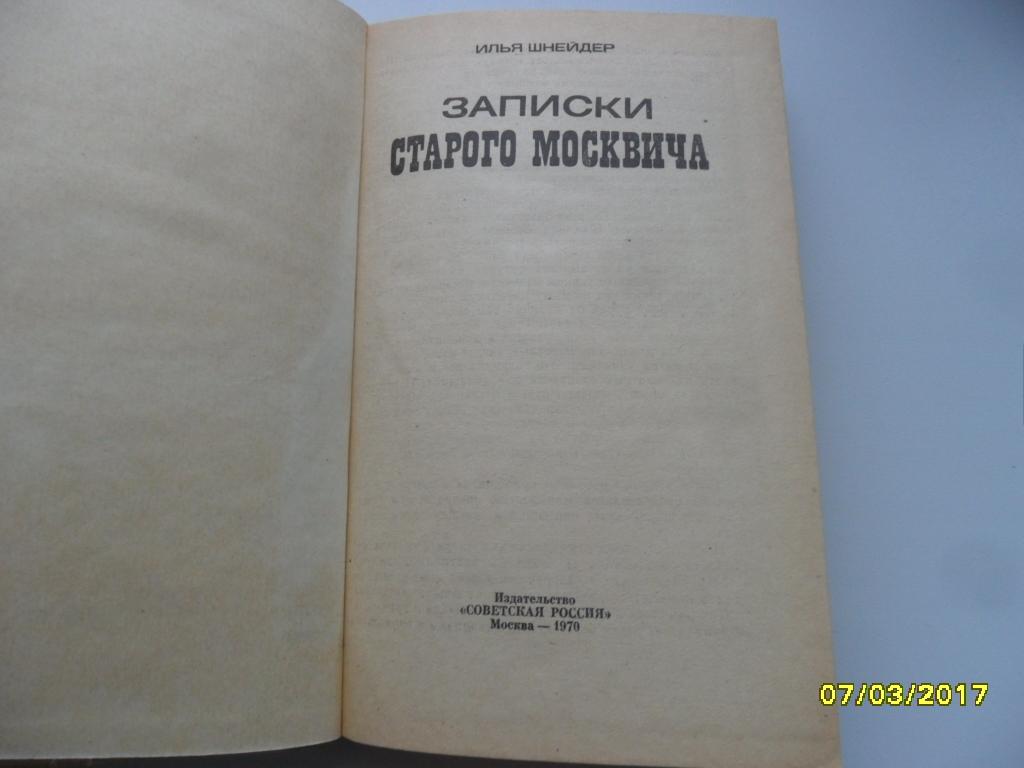 ИЛЬЯ ШНЕЙДЕР
ЗАПИСКИ
СТАРОГО МОСКВИЧА
Издательство
«СОВЕТСКАЯ РОССИЯ»
Москва — 1970
07/03/2017